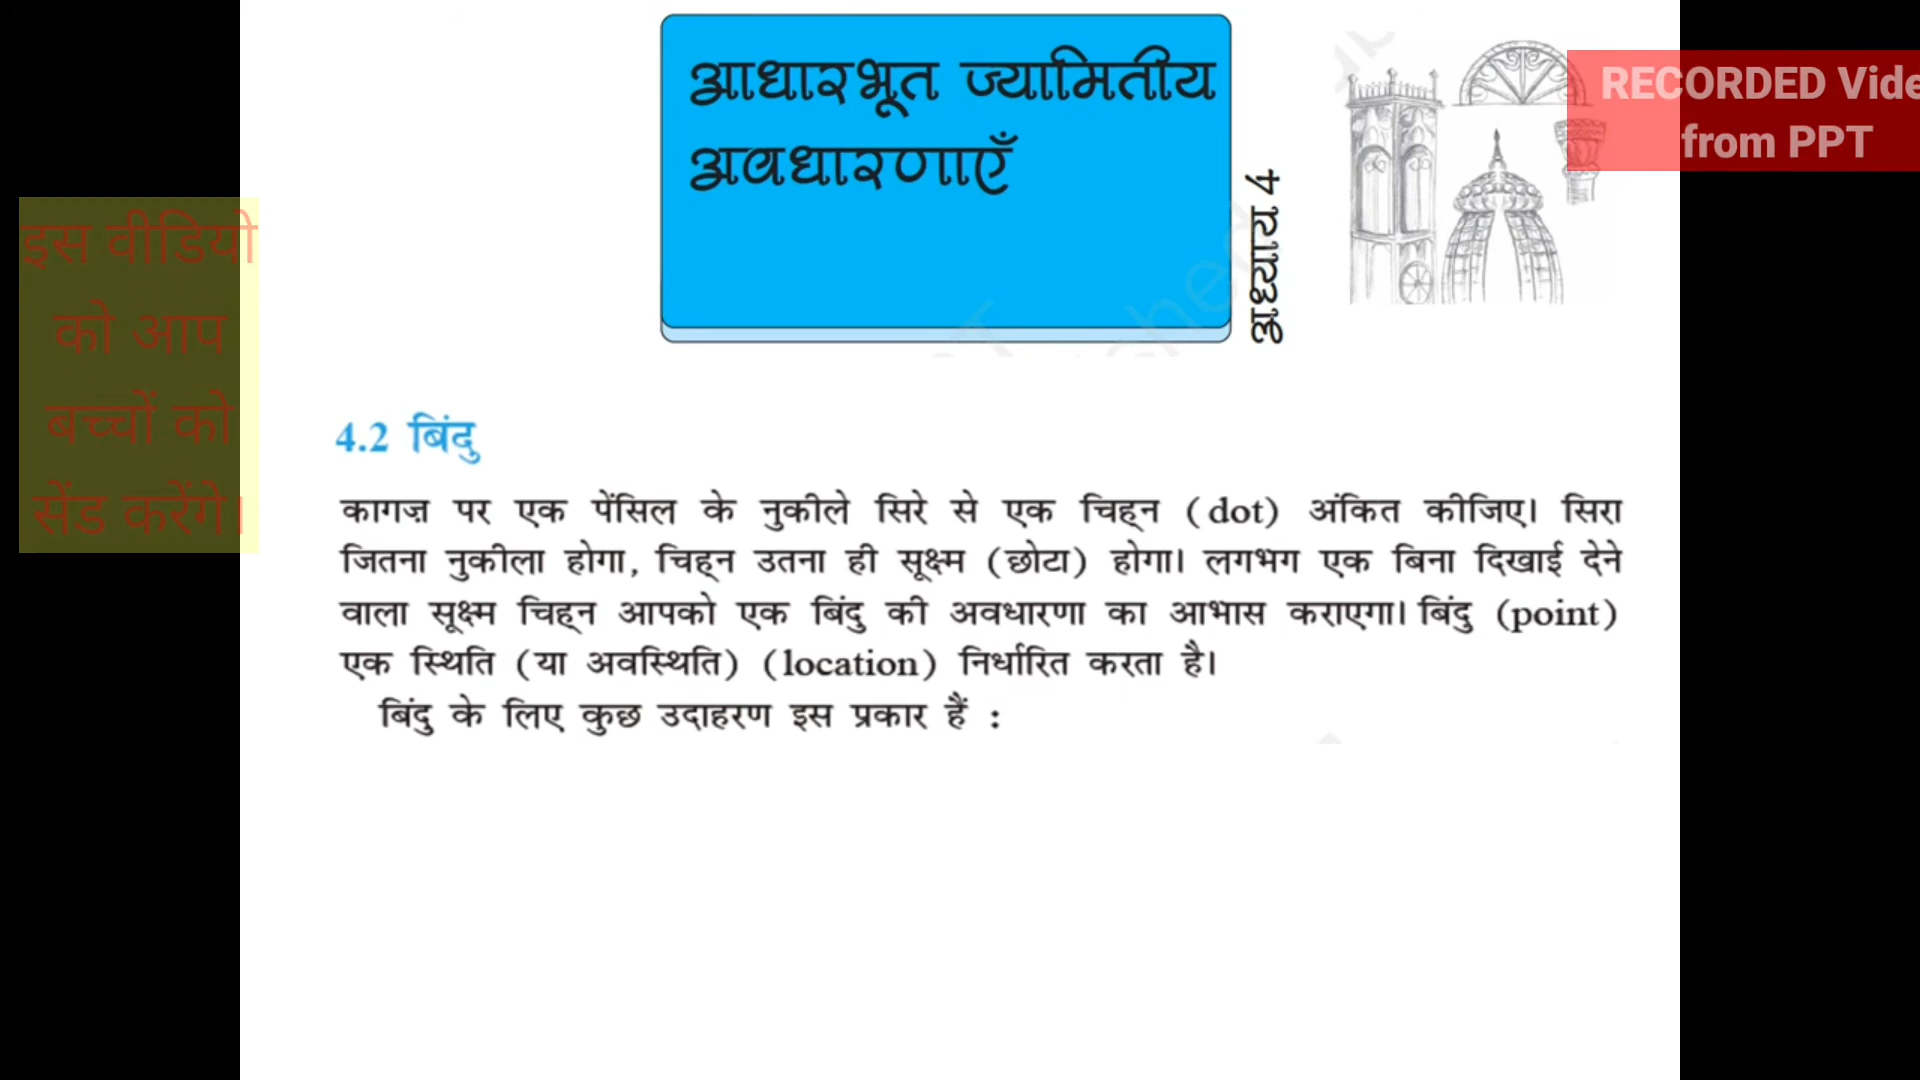 आधारभूत ज्यामितीय
अवधारणाएँ
अध्याय 4
RECORDED Vide
from PPT
इस वीडियो
को आप
बच्चों को
सेंड करेंगे।
4.2 बिंदु
कागज़ पर एक पेंसिल के नुकीले सिरे से एक चिह्न (dot) अंकित कीजिए। सिरा
जितना नुकीला होगा, चिह्न उतना ही सूक्ष्म (छोटा) होगा। लगभग एक बिना दिखाई देने
वाला सूक्ष्म चिह्न आपको एक बिंदु की अवधारणा का आभास कराएगा। बिंदु (point)
एक स्थिति (या अवस्थिति) (location) निर्धारित करता है।
बिंदु के लिए कुछ उदाहरण इस प्रकार हैं :